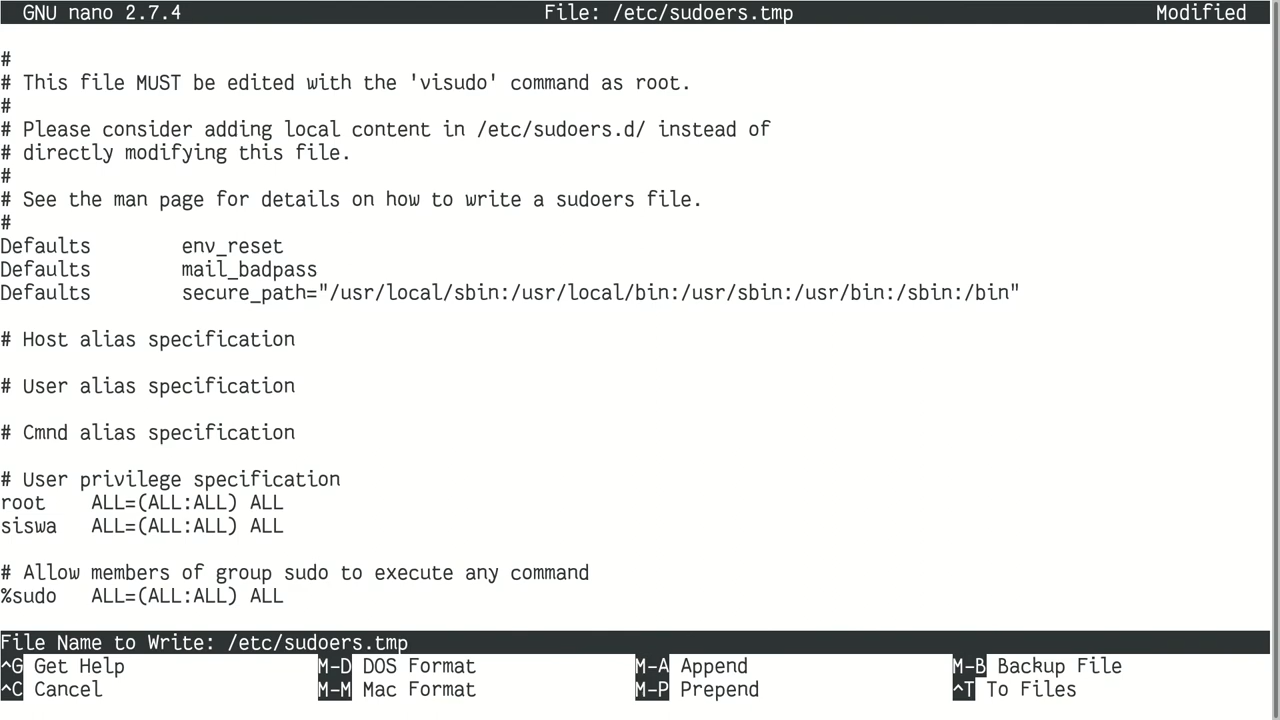 GNU nano 2.7.4 File: /etc/sudoers.tmp Modified
#
# This file MUST be edited with the 'visudo' command as root.
#
# Please consider adding local content in /etc/sudoers.d/ instead of
# directly modifying this file.
#
# See the man page for details on how to write a sudoers file.
#
Defaults env_reset
Defaults mail_badpass
Defaults secure_path="/usr/local/sbin:/usr/local/bin:/usr/sbin:/usr/bin:/sbin:/bin"
# Host alias specification
# User alias specification
# Cmnd alias specification
# User privilege specification
root ALL=(ALL:ALL) ALL
siswa ALL=(ALL:ALL) ALL
# Allow members of group sudo to execute any command
%sudo ALL=(ALL:ALL) ALL
File Name to Write: /etc/sudoers.tmp
^G Get Help M-D DOS Format M-A Append M-B Backup File
^C Cancel M-M Mac Format M-P Prepend ^T To Files